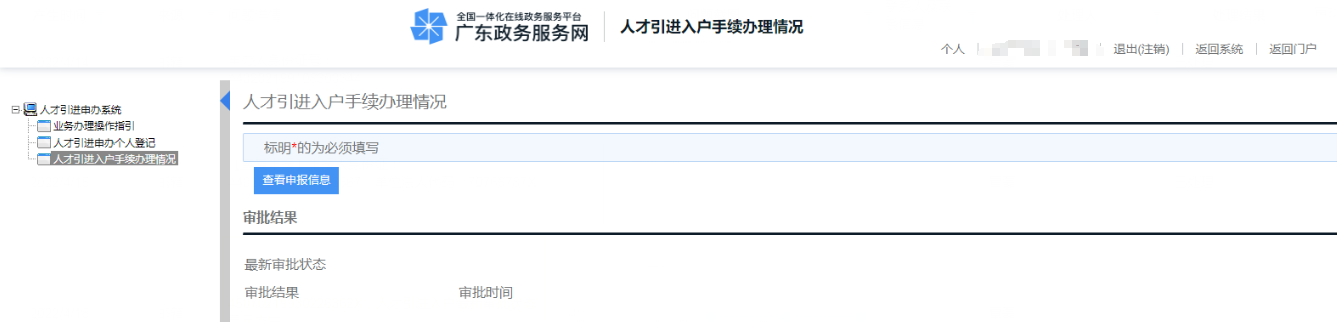 全国一体化在线政务服务平台
广东政务服务网
人才引进入户手续办理情况
个人 退出(注销) 返回系统 返回门户
人才引进申办系统
业务办理操作指引
人才引进申办个人登记
人才引进入户手续办理情况
人才引进入户手续办理情况
标明*的为必须填写
查看申报信息
审批结果
最新审批状态
审批结果 审批时间